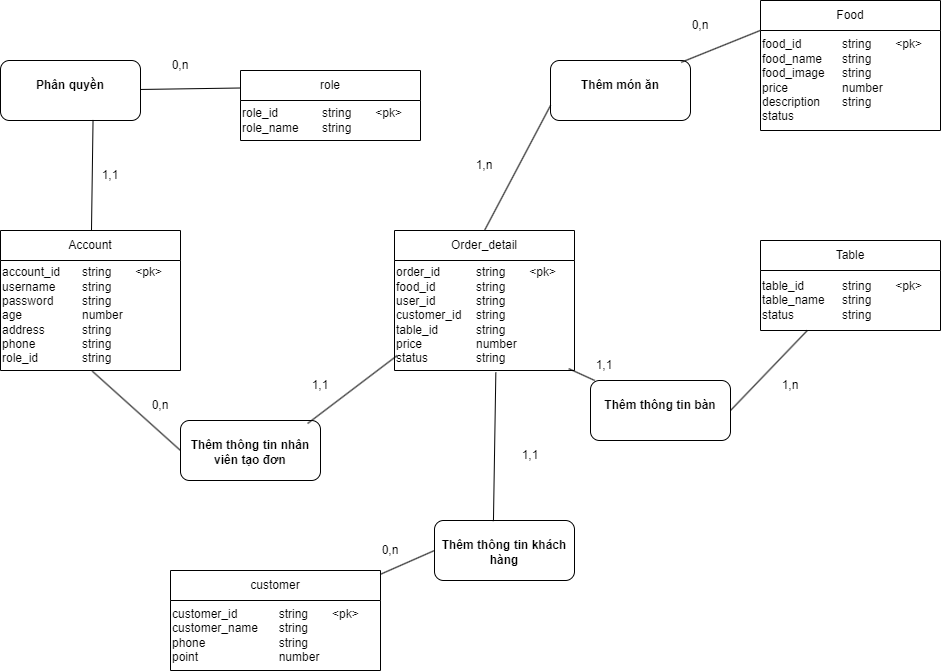 Food
food_id string <pk>
food_name string
food_image string
price number
description string
status
0,n
Thêm món ăn
1,n
Phân quyền
0,n
role
role_id string <pk>
role_name string
1,1
Account
account_id string <pk>
username string
password string
age number
address string
phone string
role_id string
Order_detail
order_id string <pk>
food_id string
user_id string
customer_id string
table_id string
price number
status string
Table
table_id string <pk>
table_name string
status string
1,1
Thêm thông tin bàn
1,n
0,n
1,1
Thêm thông tin nhân
viên tạo đơn
1,1
Thêm thông tin khách
hàng
0,n
customer
customer_id string <pk>
customer_name string
phone string
point number